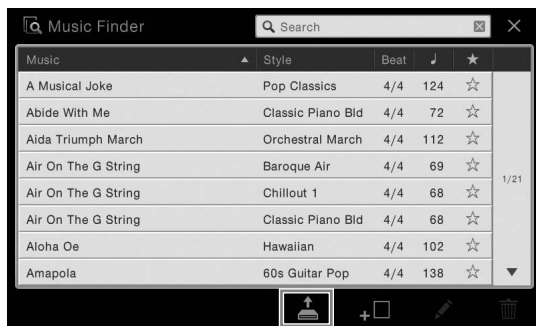 Music Finder Search
Music Style Beat ♩ ★
A Musical Joke Pop Classics 4/4 124 ☆
Abide With Me Classic Piano Bld 4/4 72 ☆
Aida Triumph March Orchestral March 4/4 112 ☆
Air On The G String Baroque Air 4/4 69 ☆
1/21
Air On The G String Chillout 1 4/4 68 ☆
Air On The G String Classic Piano Bld 4/4 68 ☆
Aloha Oe Hawaiian 4/4 102 ☆
Amapola 60s Guitar Pop 4/4 138 ☆